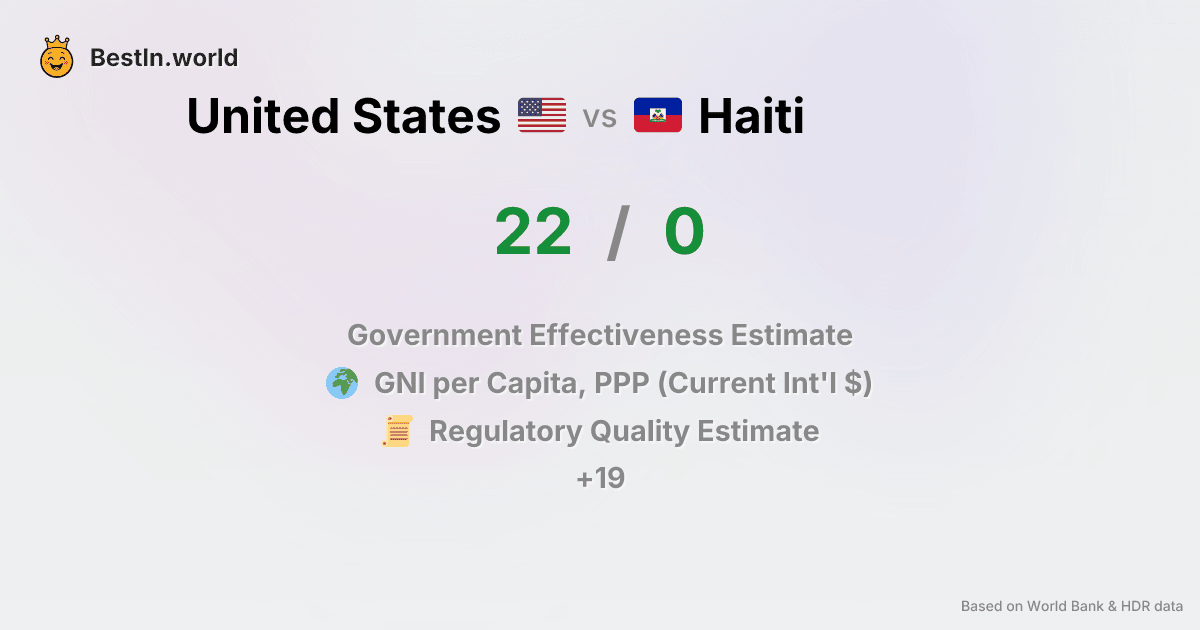 BestIn.world
United States vs Haiti
22 / 0
Government Effectiveness Estimate
GNI per Capita, PPP (Current Int'l $)
Regulatory Quality Estimate
+19
Based on World Bank & HDR data